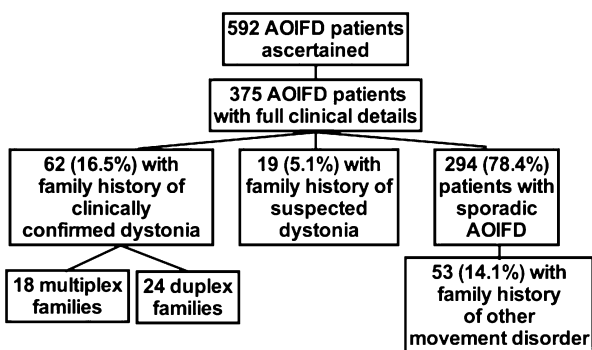 592 AOIFD patients
ascertained
375 AOIFD patients
with full clinical details
62 (16.5%) with
family history of
clinically
confirmed dystonia
19 (5.1%) with
family history of
suspected
dystonia
294 (78.4%)
patients with
sporadic
AOIFD
18 multiplex
families
24 duplex
families
53 (14.1%) with
family history
of other
movement disorder